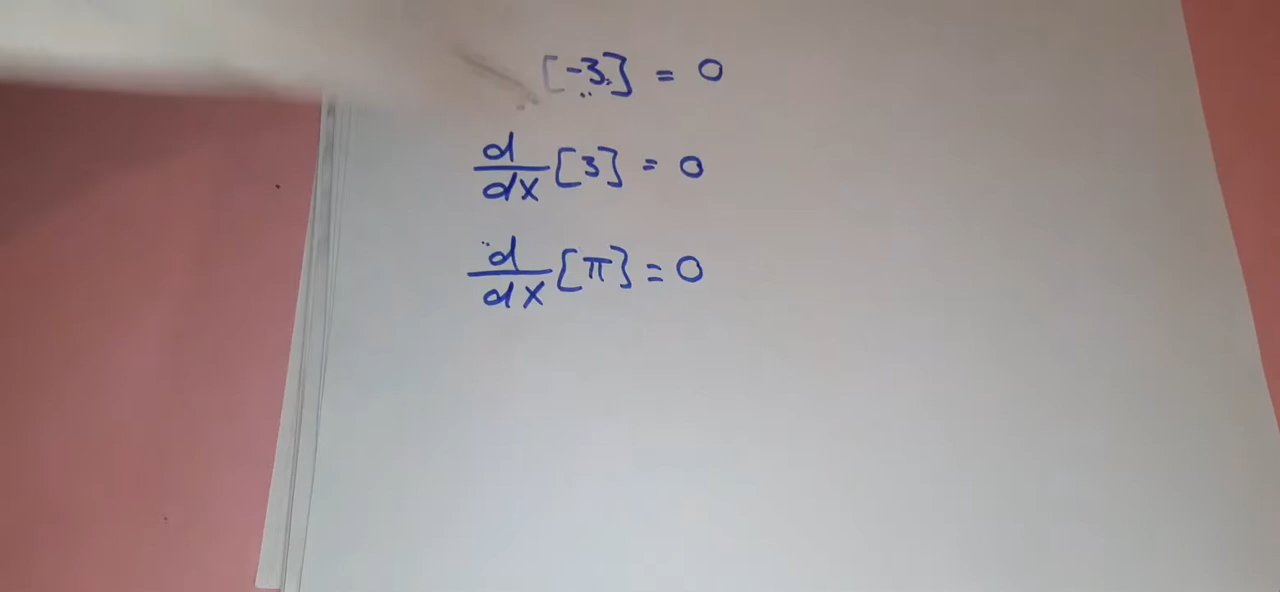 [-3] = 0
d/dx [3] = 0
d/dx [π] = 0